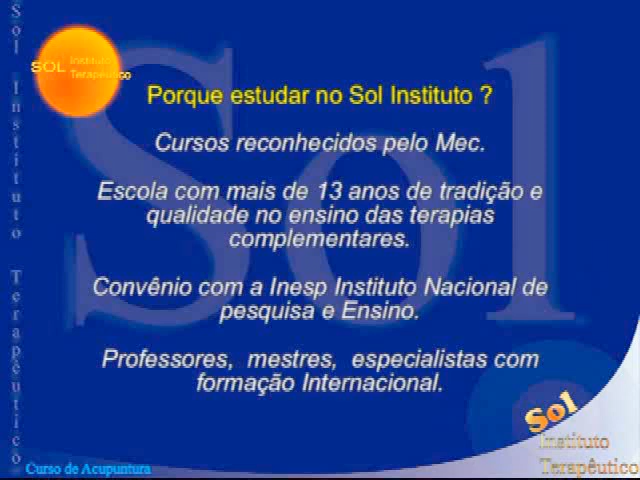 Sol Instituto Terapêutico
SOL Instituto
Terapeutico
Porque estudar no Sol Instituto ?
Cursos reconhecidos pelo Mec.
Escola com mais de 13 anos de tradição e
qualidade no ensino das terapias
complementares.
Convênio com a Inesp Instituto Nacional de
pesquisa e Ensino.
Professores, mestres, especialistas com
formação Internacional.
Sol
Sol
Instituto
Terapêutico
Curso de Acupuntura